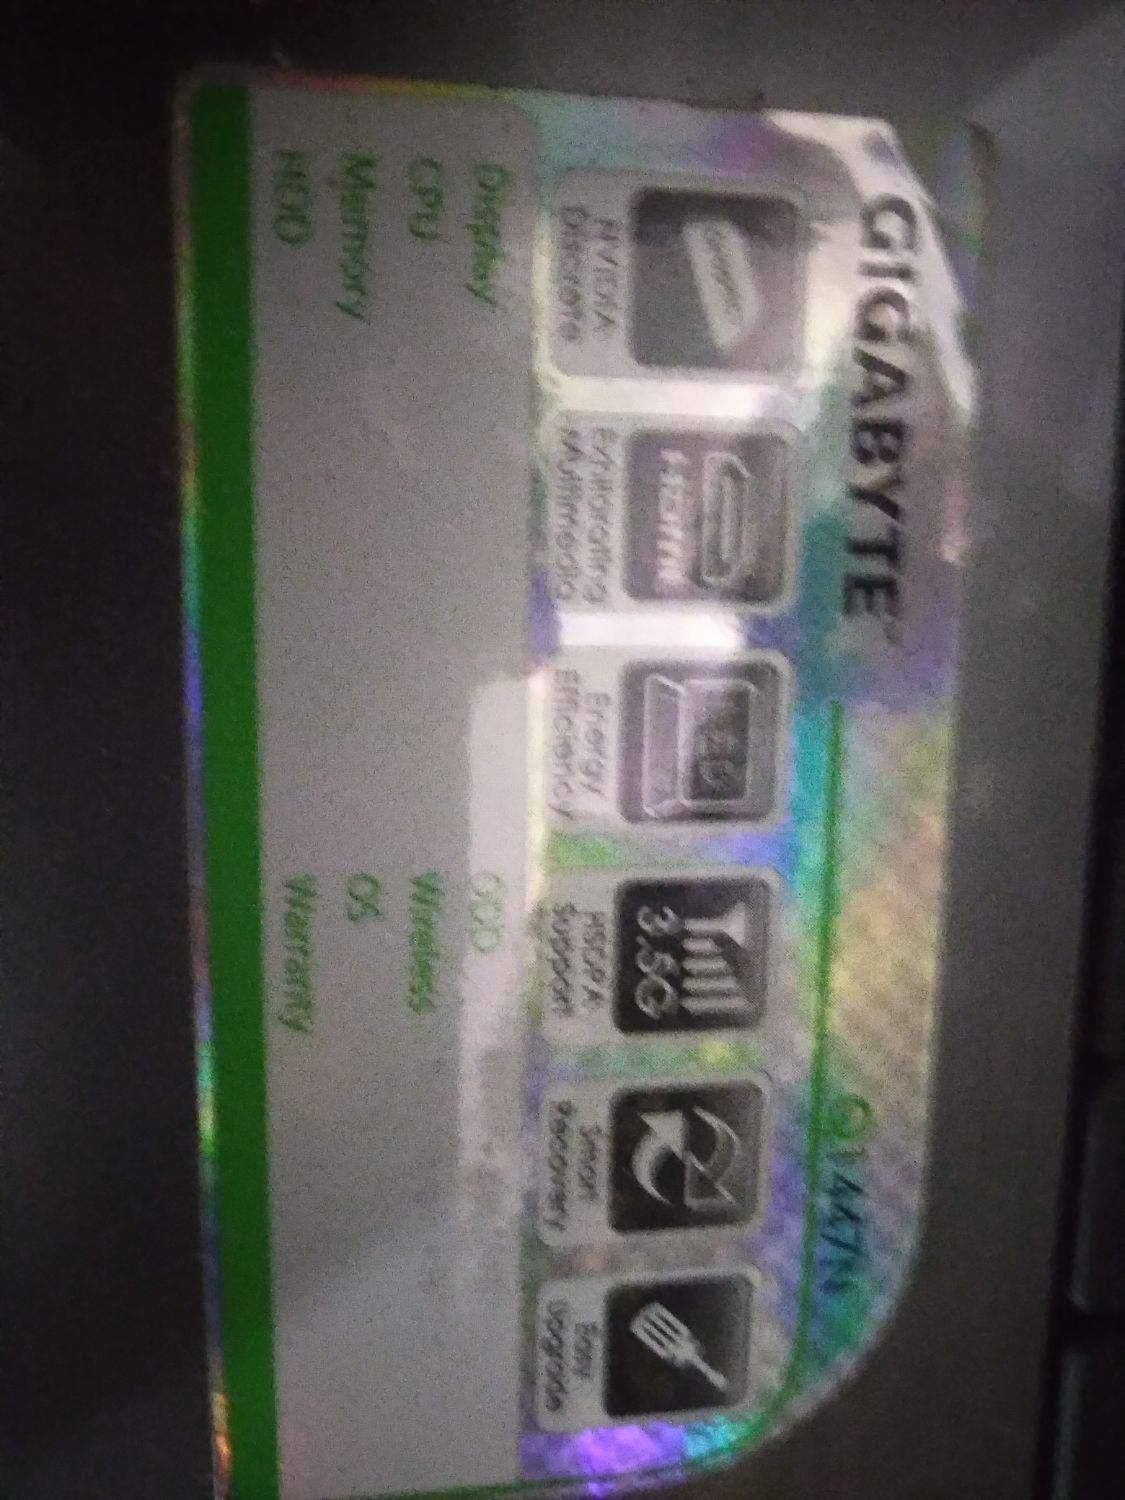 GIGABYTE
Q1447N
NVIDIA
Discrete
Hdmi
Exhilarating
Multimedia
Energy
Efficiency
3.5G
HSDPA
Support
Smart
Recovery
Easy
Upgrade
Display
CPU
Memory
HDD
ODD
Wireless
OS
Warranty